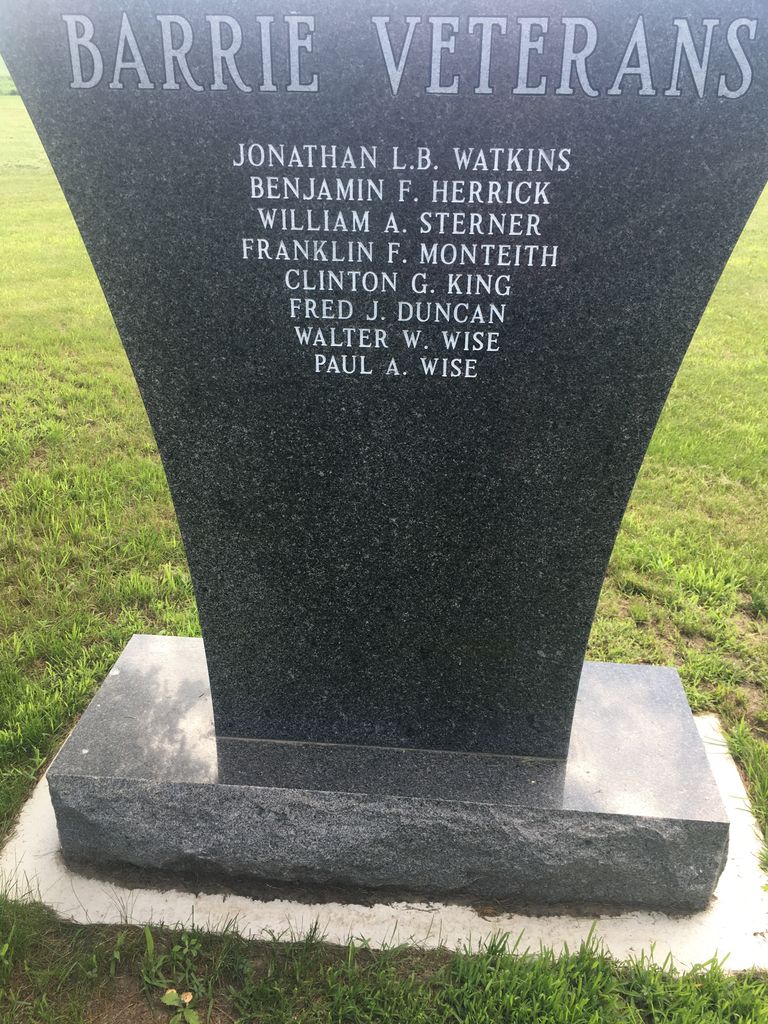 BARRIE VETERANS
JONATHAN L.B. WATKINS
BENJAMIN F. HERRICK
WILLIAM A. STERNER
FRANKLIN F. MONTEITH
CLINTON G. KING
FRED J. DUNCAN
WALTER W. WISE
PAUL A. WISE